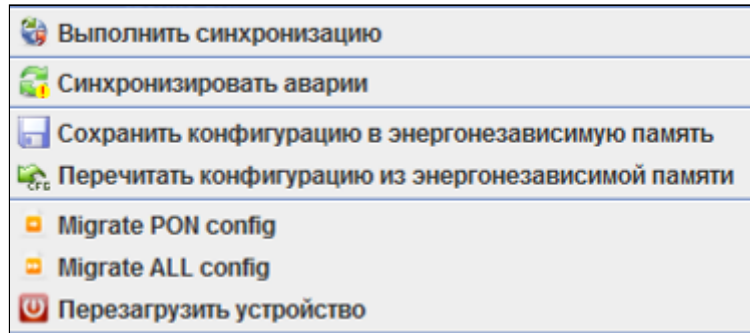 Выполнить синхронизацию
Синхронизировать аварии
Сохранить конфигурацию в энергонезависимую память
CFG Перечитать конфигурацию из энергонезависимой памяти
Migrate PON config
Migrate ALL config
Перезагрузить устройство